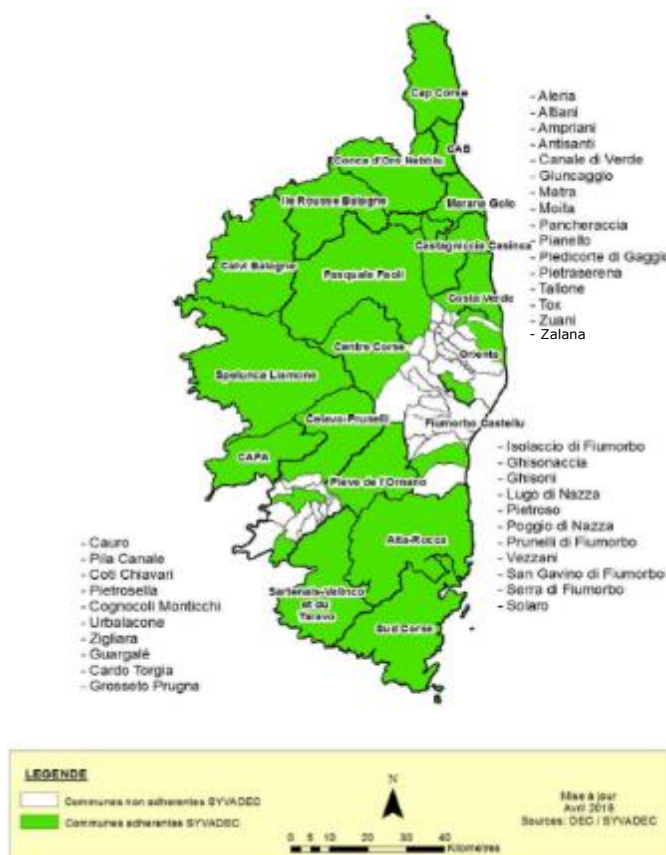 Cap Corse
- Aleria
- Altiani
- Ampriani
- Antisanti
- Canale di Verde
- Giuncaggio
- Matra
- Moita
- Pancheraccia
- Pianello
- Piedicorte di Gaggio
- Pietraserena
- Tallone
- Tox
- Zuani
- Zalana
CAB
Conca d'Oro Nebbiu
Ile Rousse Balagne
Marana Golo
Castagniccia Casinca
Calvi Balagne
Pasquale Paoli
Costa Verde
Centre Corse
Oriente
Spelunca Liamone
Celavo-Prunelli
Fiumorbo Castellu
CAPA
Pieve de l'Ornano
- Isolaccio di Fiumorbo
- Ghisonaccia
- Ghisoni
- Lugo di Nazza
- Pietroso
- Poggio di Nazza
- Prunelli di Fiumorbo
- Vezzani
- San Gavino di Fiumorbo
- Serra di Fiumorbo
- Solaro
Alta-Rocca
- Cauro
- Pila Canale
- Coti Chiavari
- Pietrosella
- Cognocoli Monticchi
- Urbalacone
- Zigliara
- Guargalé
- Cardo Torgia
- Grosseto Prugna
Sartenais-Valinco
et du
Taravo
Sud Corse
LEGENDE
Communes non adherentes SYVADEC
Communes adherentes SYVADEC
N
0 5 10 20 30 40
Kilometres
Mise à jour
Avril 2018
Sources: OEC / SYVADEC